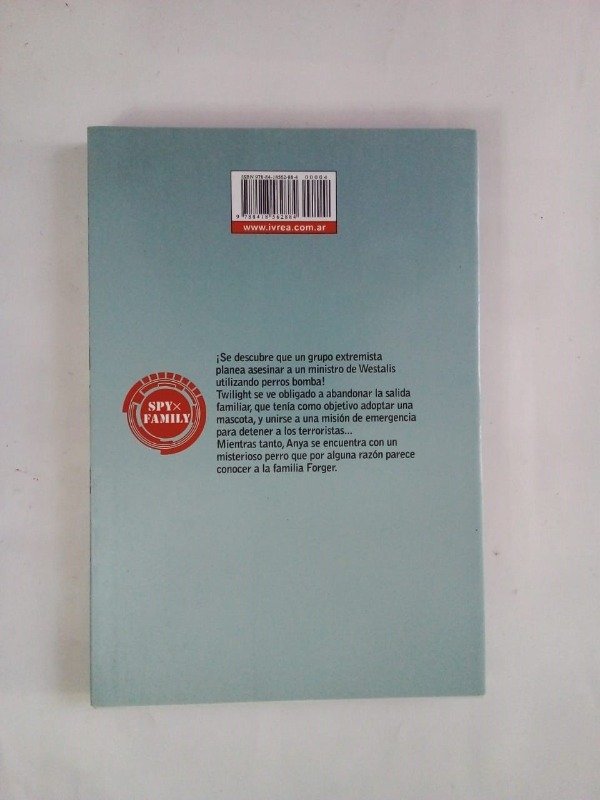 00004
www.ivrea.com.ar
¡Se descubre que un grupo extremista
planea asesinar a un ministro de Westalis
utilizando perros bomba!
Twilight se ve obligado a abandonar la salida
familiar, que tenía como objetivo adoptar una
mascota, y unirse a una misión de emergencia
para detener a los terroristas...
Mientras tanto, Anya se encuentra con un
misterioso perro que por alguna razón parece
conocer a la familia Forger.
SPY×
FAMILY